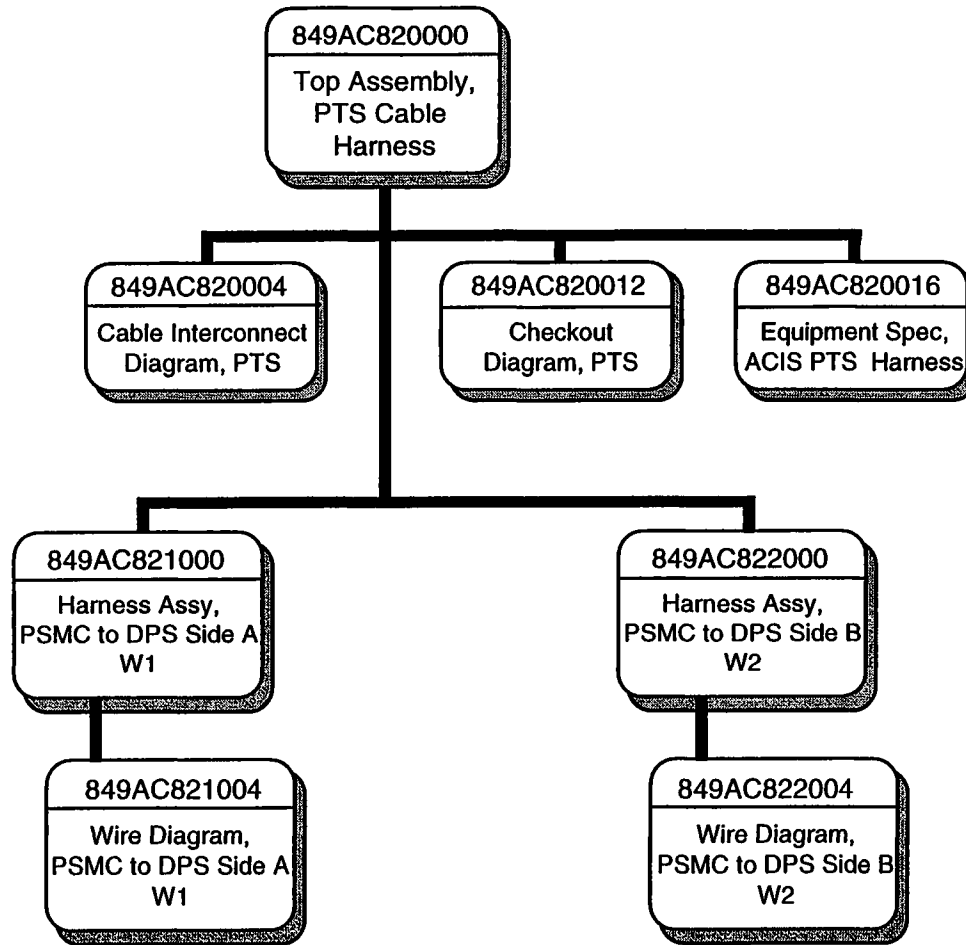 849AC820000
Top Assembly,
PTS Cable
Harness
849AC820004
Cable Interconnect
Diagram, PTS
849AC820012
Checkout
Diagram, PTS
849AC820016
Equipment Spec,
ACIS PTS Harness
849AC821000
Harness Assy,
PSMC to DPS Side A
W1
849AC822000
Harness Assy,
PSMC to DPS Side B
W2
849AC821004
Wire Diagram,
PSMC to DPS Side A
W1
849AC822004
Wire Diagram,
PSMC to DPS Side B
W2